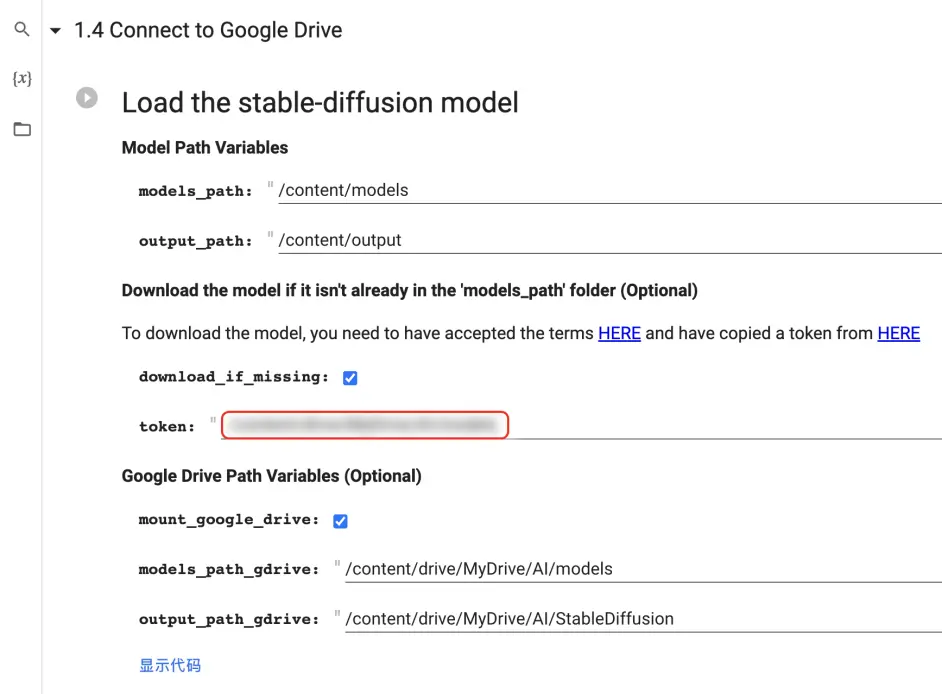 1.4 Connect to Google Drive
{x}
Load the stable-diffusion model
Model Path Variables
models_path: "/content/models
output_path: "/content/output
Download the model if it isn't already in the 'models_path' folder (Optional)
To download the model, you need to have accepted the terms HERE and have copied a token from HERE
download_if_missing:
token: "
Google Drive Path Variables (Optional)
mount_google_drive:
models_path_gdrive: "/content/drive/MyDrive/AI/models
output_path_gdrive: "/content/drive/MyDrive/AI/StableDiffusion
显示代码